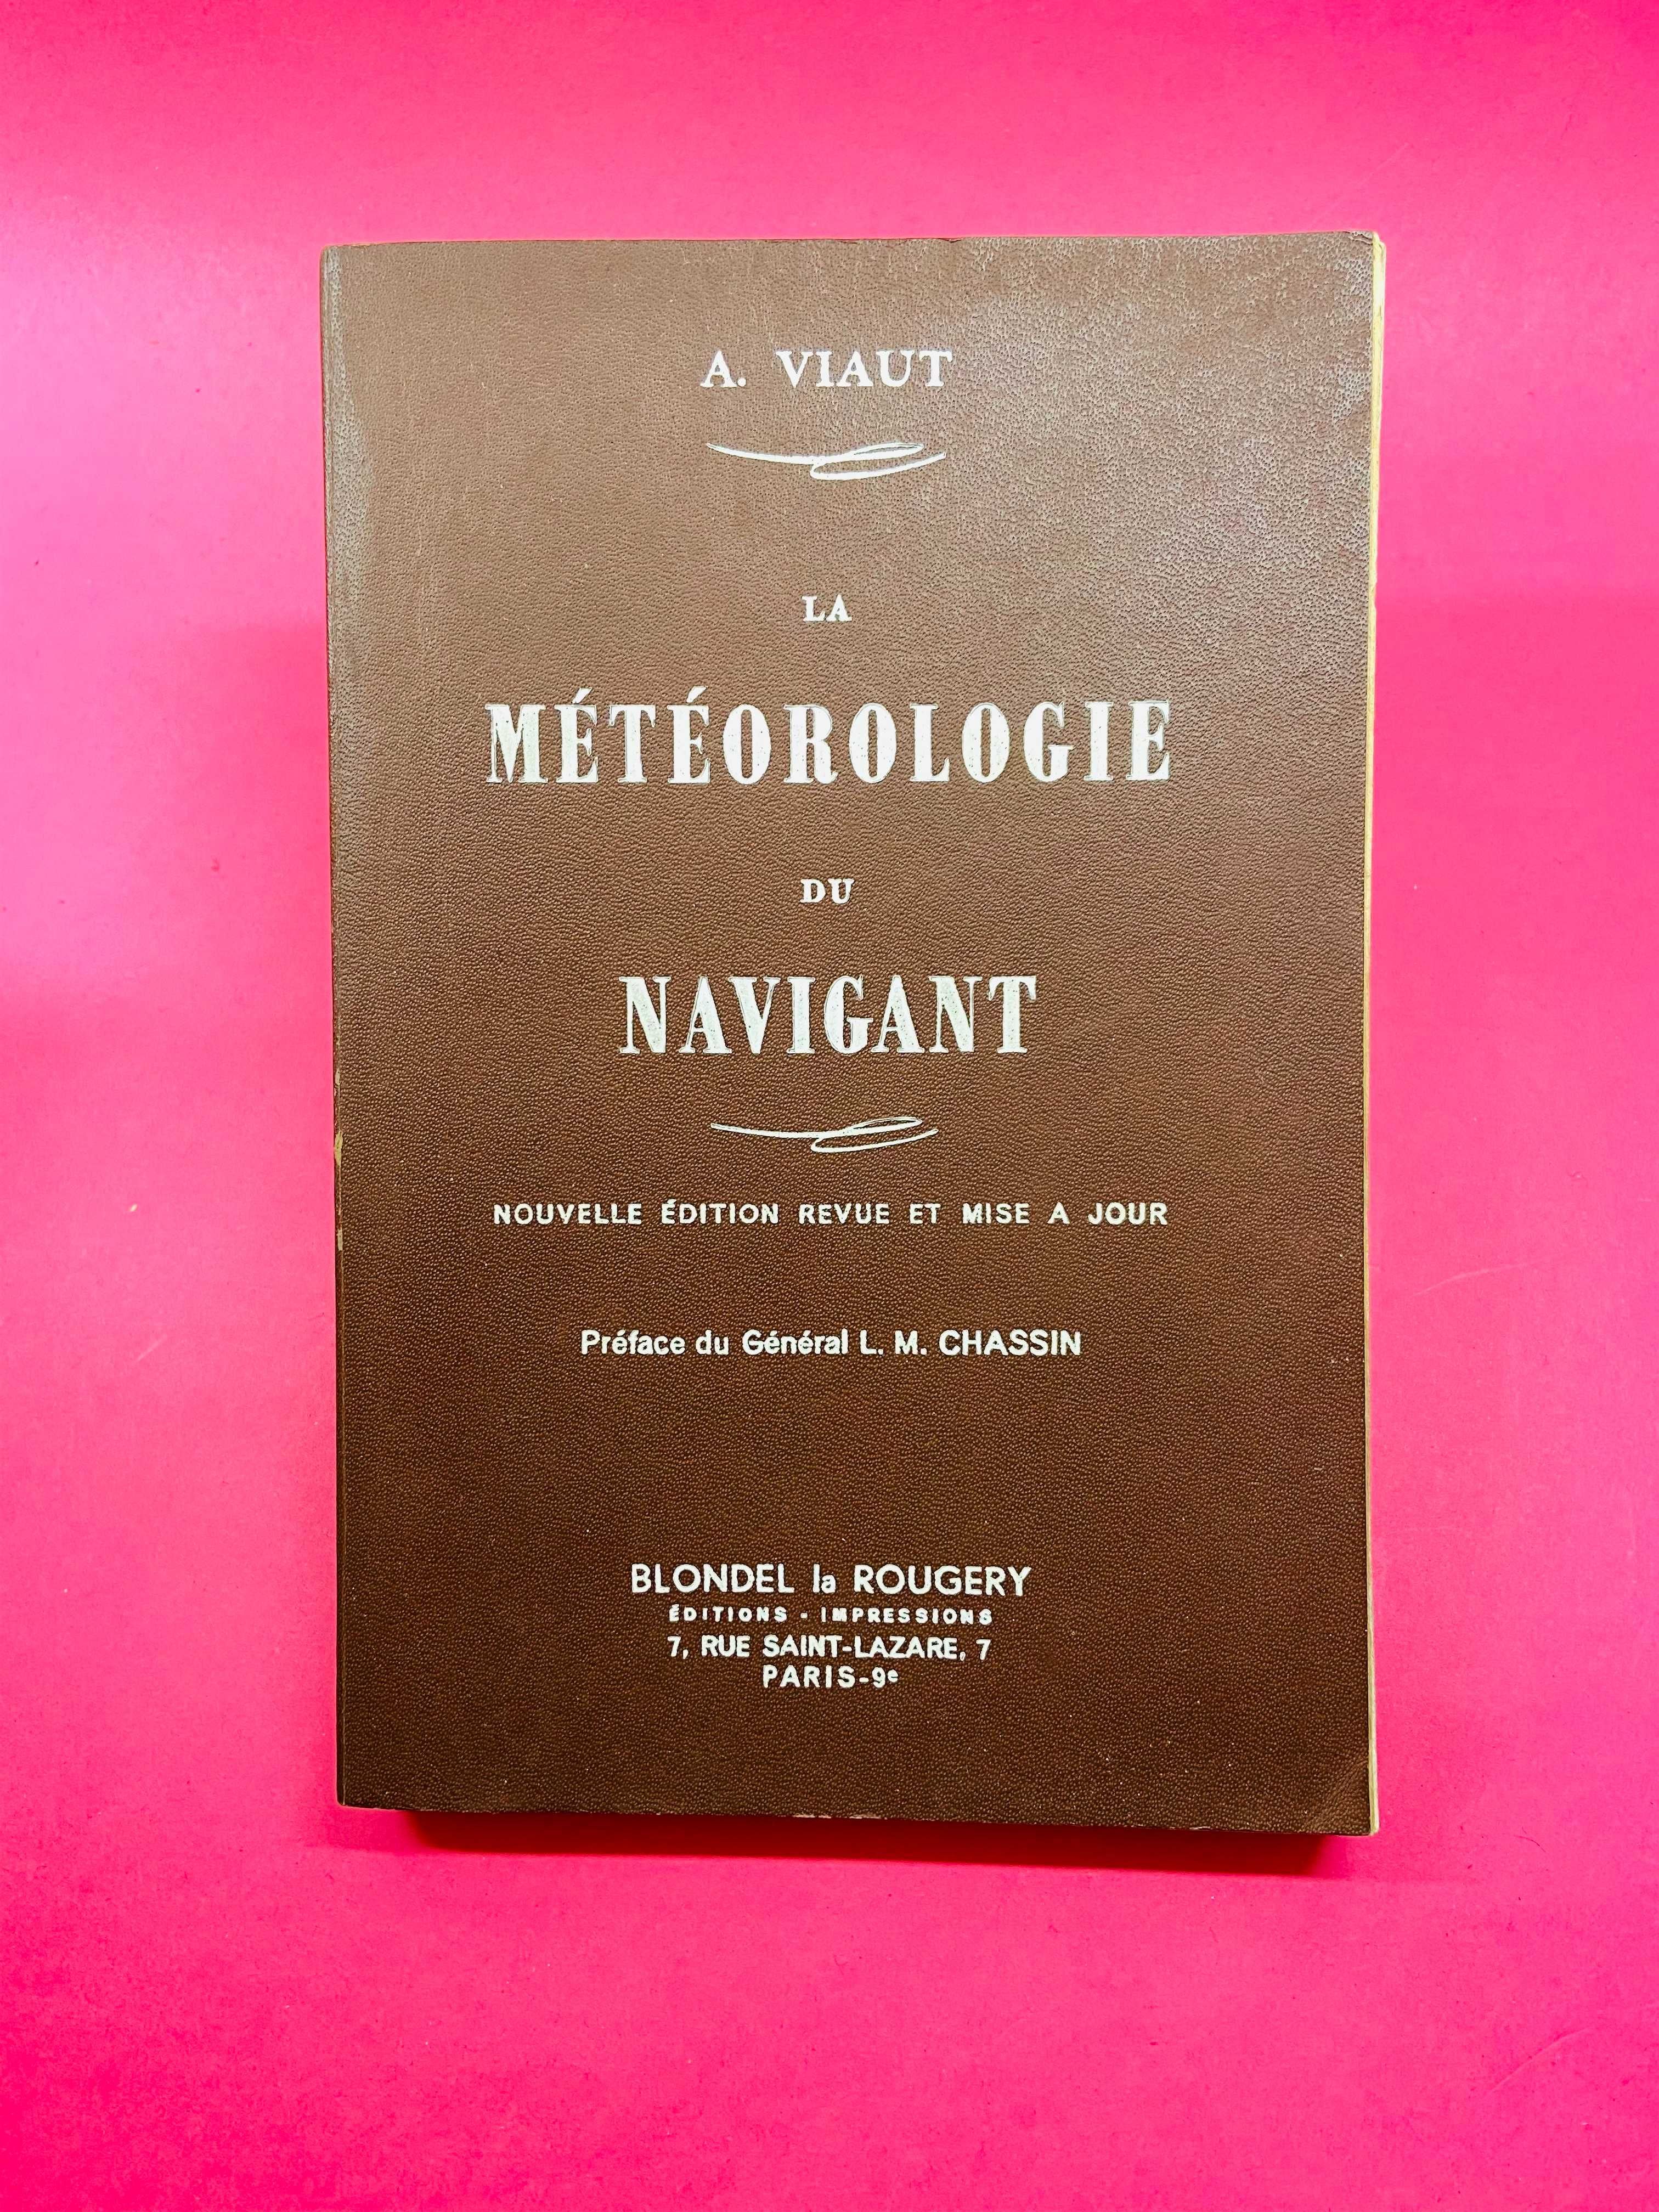 A. VIAUT
LA
MÉTÉOROLOGIE
DU
NAVIGANT
NOUVELLE ÉDITION REVUE ET MISE A JOUR
Préface du Général L. M. CHASSIN
BLONDEL la ROUGERY
ÉDITIONS - IMPRESSIONS
7, RUE SAINT-LAZARE, 7
PARIS-9e